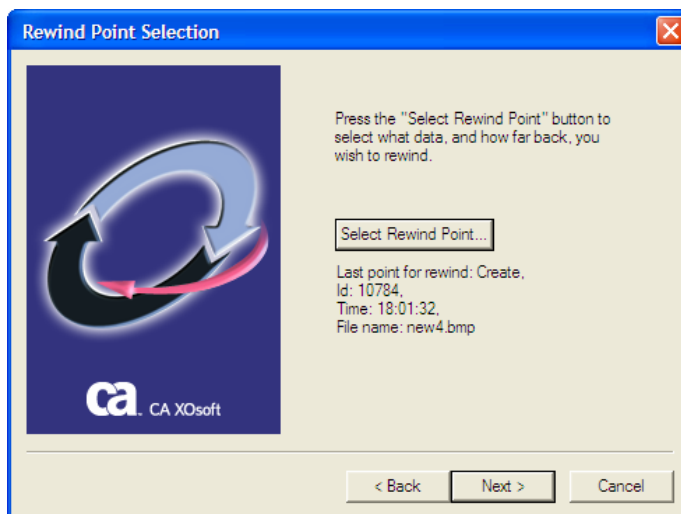 Rewind Point Selection
Press the "Select Rewind Point" button to
select what data, and how far back, you
wish to rewind.
Select Rewind Point...
Last point for rewind: Create,
Id: 10784,
Time: 18:01:32,
File name: new4.bmp
ca™ CA XOsoft
< Back Next > Cancel